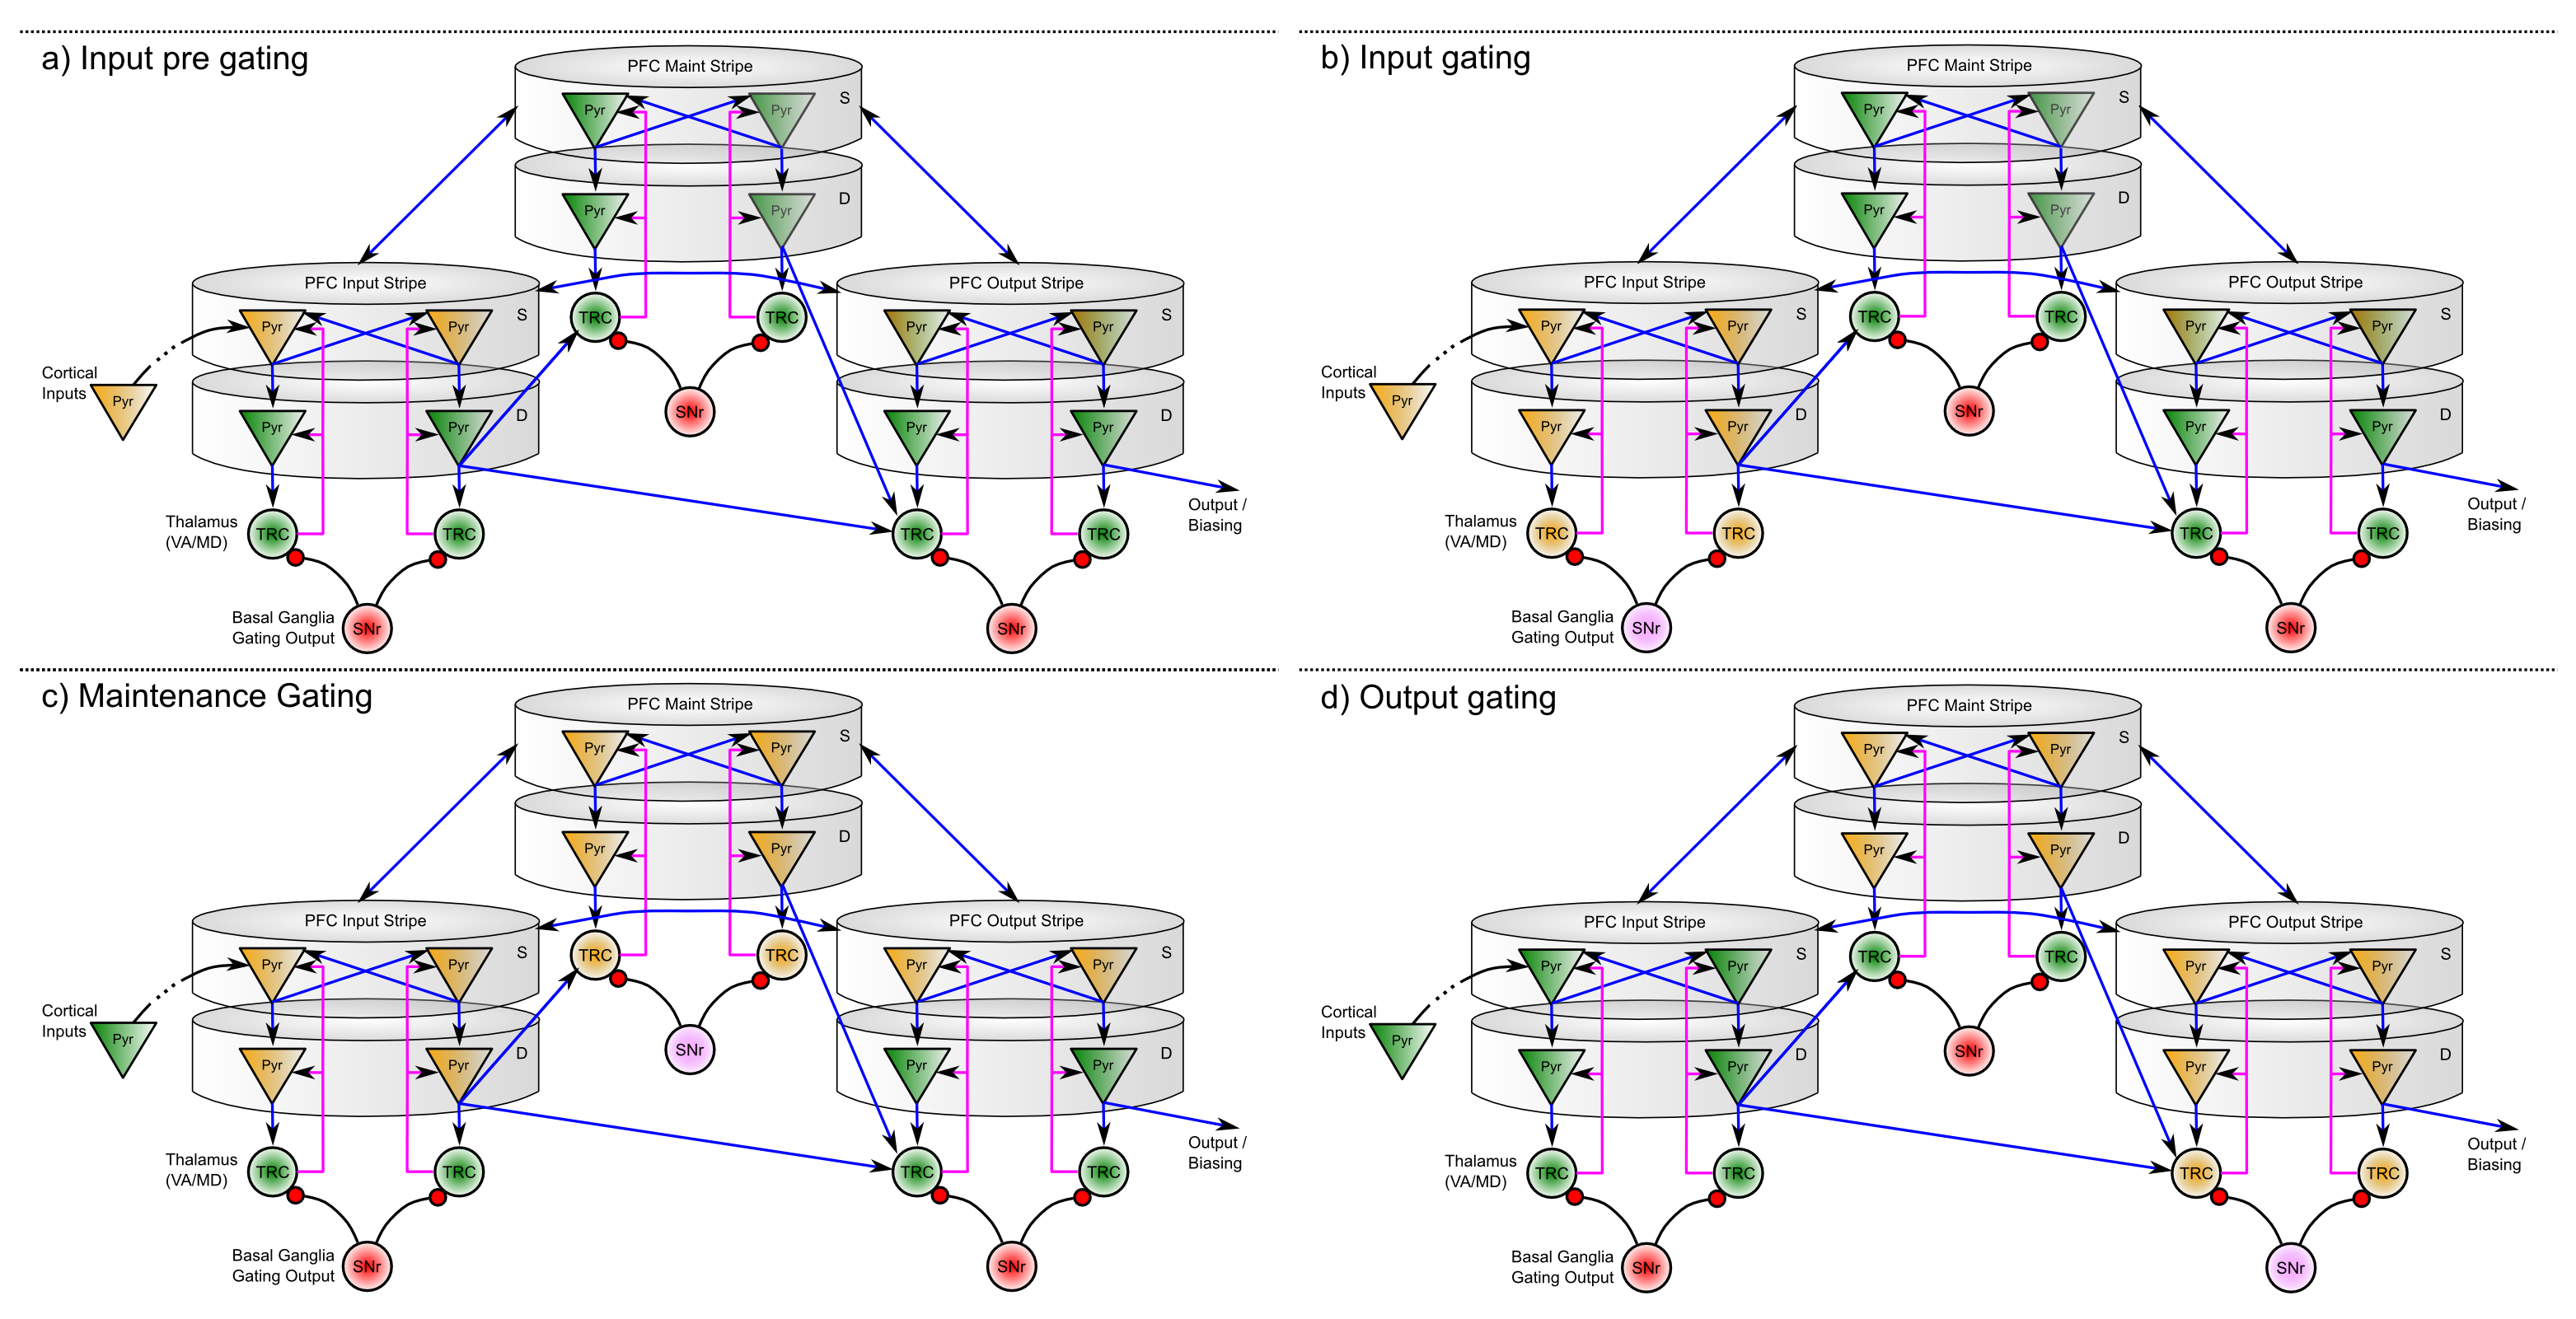 a) Input pre gating
PFC Maint Stripe
Pyr Pyr S
Pyr Pyr D
PFC Input Stripe
PFC Output Stripe
TRC TRC
Pyr Pyr S
Pyr Pyr S
Cortical
Inputs
Pyr
SNr
Pyr Pyr D
Pyr Pyr D
Output /
Biasing
Thalamus
(VA/MD)
TRC TRC
TRC TRC
Basal Ganglia
Gating Output
SNr
SNr
b) Input gating
PFC Maint Stripe
Pyr Pyr S
Pyr Pyr D
PFC Input Stripe
PFC Output Stripe
TRC TRC
Pyr Pyr S
Pyr Pyr S
Cortical
Inputs
Pyr
SNr
Pyr Pyr D
Pyr Pyr D
Output /
Biasing
Thalamus
(VA/MD)
TRC TRC
TRC TRC
Basal Ganglia
Gating Output
SNr
SNr
c) Maintenance Gating
PFC Maint Stripe
Pyr Pyr S
Pyr Pyr D
PFC Input Stripe
PFC Output Stripe
TRC TRC
Pyr Pyr S
Pyr Pyr S
Cortical
Inputs
Pyr
SNr
Pyr Pyr D
Pyr Pyr D
Output /
Biasing
Thalamus
(VA/MD)
TRC TRC
TRC TRC
Basal Ganglia
Gating Output
SNr
SNr
d) Output gating
PFC Maint Stripe
Pyr Pyr S
Pyr Pyr D
PFC Input Stripe
PFC Output Stripe
TRC TRC
Pyr Pyr S
Pyr Pyr S
Cortical
Inputs
Pyr
SNr
Pyr Pyr D
Pyr Pyr D
Output /
Biasing
Thalamus
(VA/MD)
TRC TRC
TRC TRC
Basal Ganglia
Gating Output
SNr
SNr